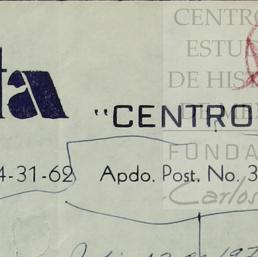 CENTRO
ESTU
DE HIS
ta
"CENTRO
4-31-62 Apdo. Post. No. 3
FUNDA
Carlos